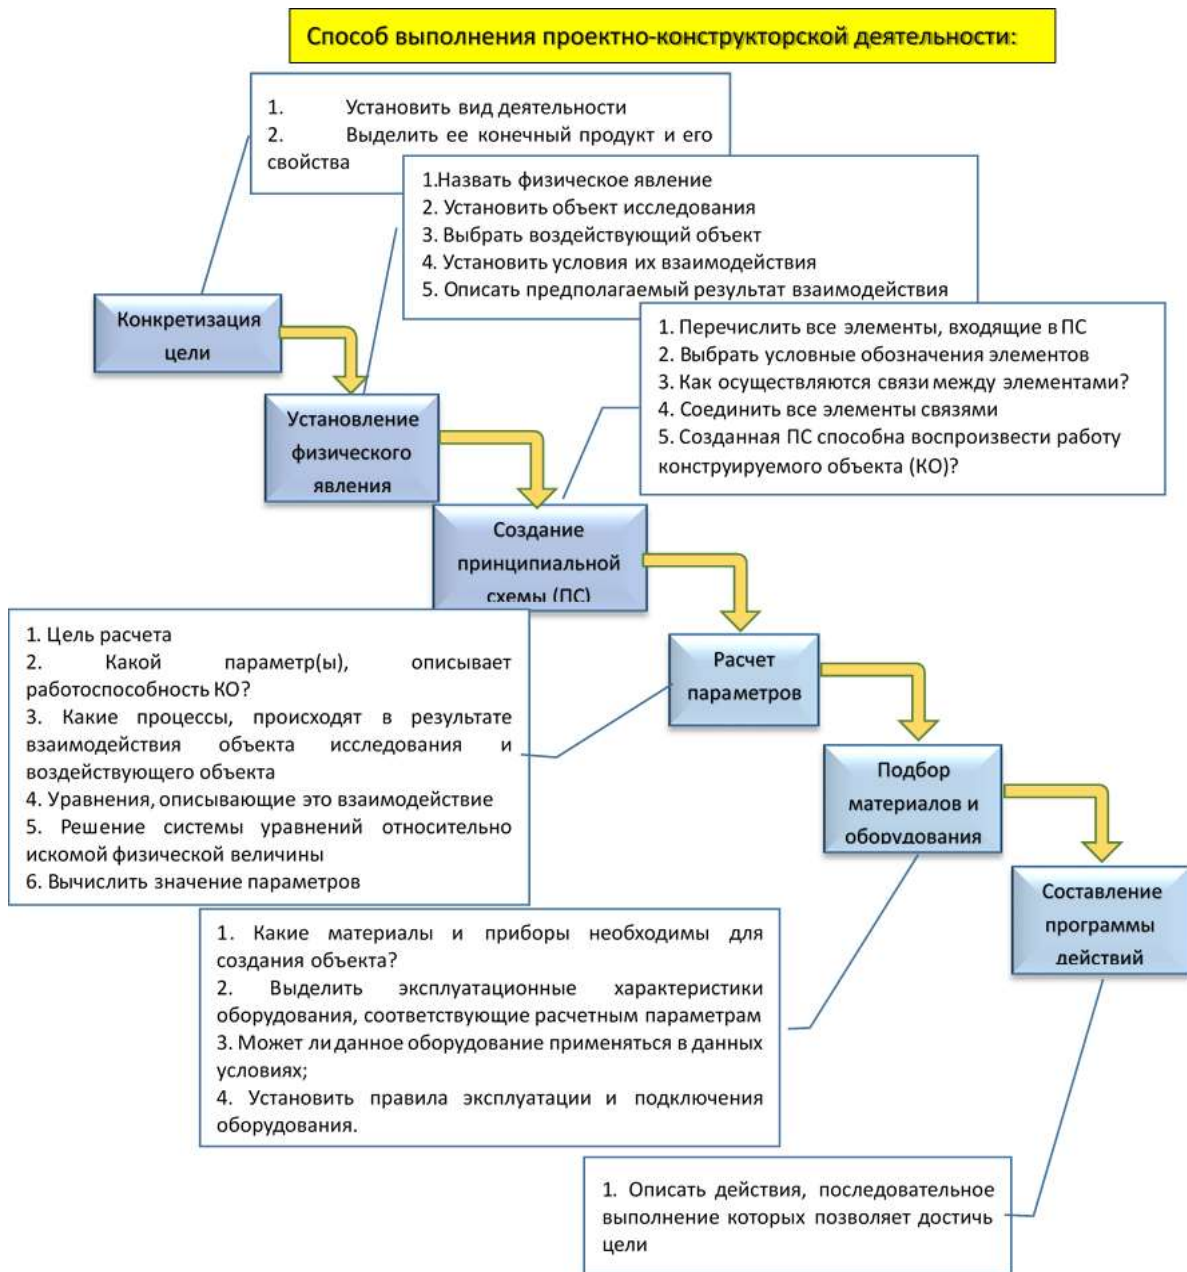 Способ выполнения проектно-конструкторской деятельности:
1. Установить вид деятельности
2. Выделить ее конечный продукт и его
свойства
1.Назвать физическое явление
2. Установить объект исследования
3. Выбрать воздействующий объект
4. Установить условия их взаимодействия
5. Описать предполагаемый результат взаимодействия
Конкретизация
цели
1. Перечислить все элементы, входящие в ПС
2. Выбрать условные обозначения элементов
3. Как осуществляются связи между элементами?
4. Соединить все элементы связями
5. Созданная ПС способна воспроизвести работу
конструируемого объекта (КО)?
Установление
физического
явления
Создание
принципиальной
схемы (ПС)
1. Цель расчета
2. Какой параметр(ы), описывает
работоспособность КО?
3. Какие процессы, происходят в результате
взаимодействия объекта исследования и
воздействующего объекта
4. Уравнения, описывающие это взаимодействие
5. Решение системы уравнений относительно
искомой физической величины
6. Вычислить значение параметров
Расчет
параметров
Подбор
материалов и
оборудования
Составление
программы
действий
1. Какие материалы и приборы необходимы для
создания объекта?
2. Выделить эксплуатационные характеристики
оборудования, соответствующие расчетным параметрам
3. Может ли данное оборудование применяться в данных
условиях;
4. Установить правила эксплуатации и подключения
оборудования.
1. Описать действия, последовательное
выполнение которых позволяет достичь
цели